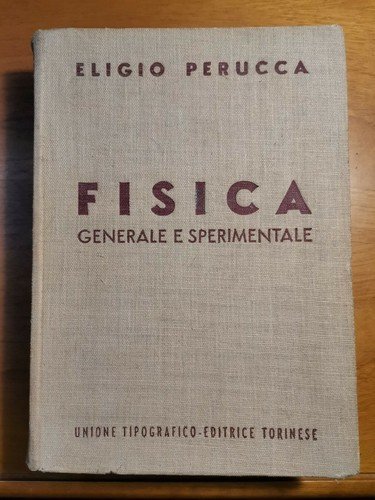 ELIGIO PERUCCA
FISICA
GENERALE E SPERIMENTALE
UNIONE TIPOGRAFICO-EDITRICE TORINESE